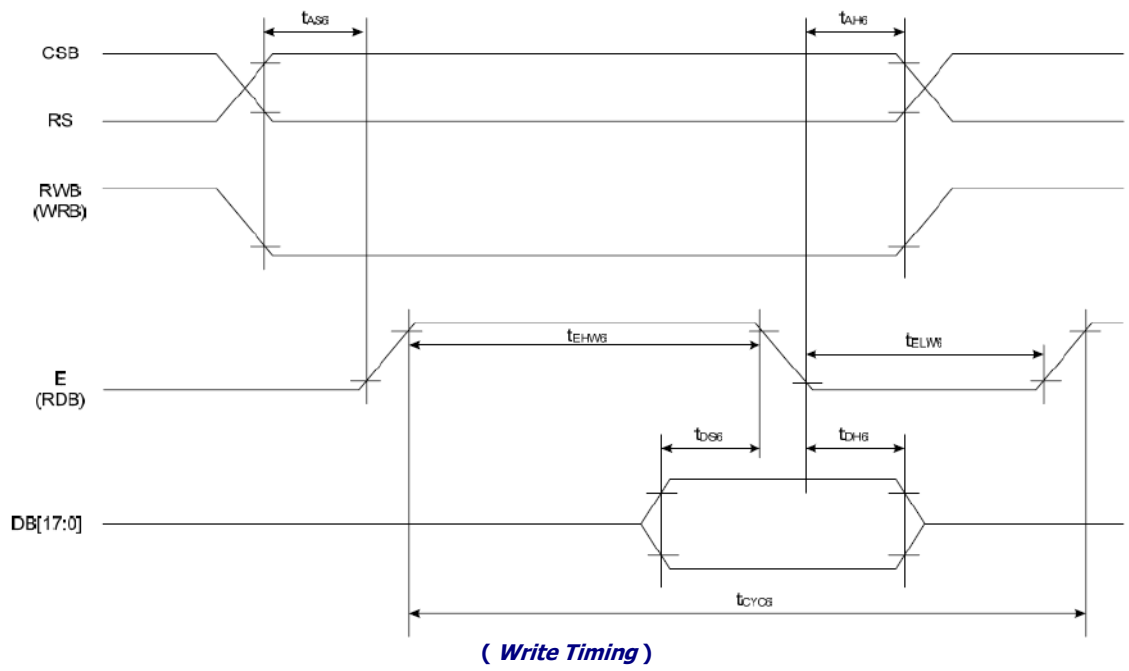 tAS6
tAH6
CSB
RS
RWB
(WRB)
tEHW6
tELW6
E
(RDB)
tDS6
tDH6
DB[17:0]
tCYC6
( Write Timing )